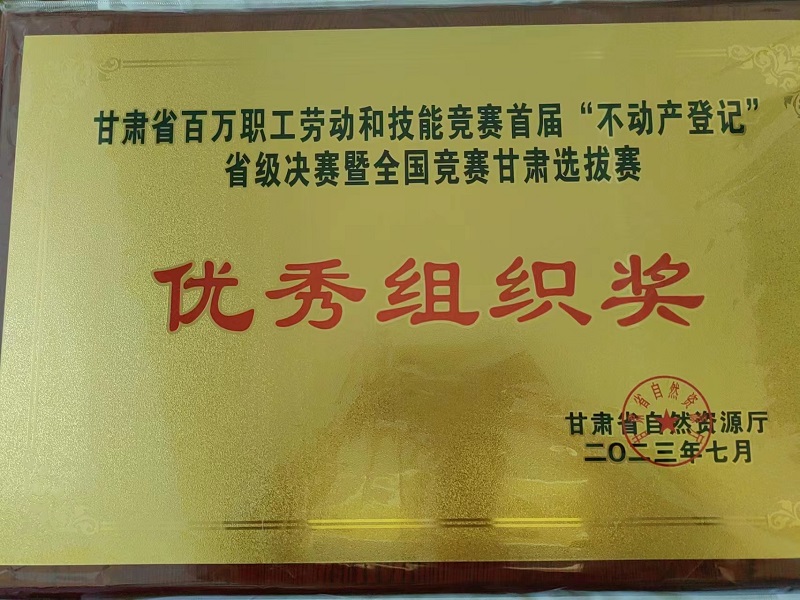 甘肃省百万职工劳动和技能竞赛首届“不动产登记”
省级决赛暨全国竞赛甘肃选拔赛
优秀组织奖
甘肃省自然资源厅
二〇二三年七月